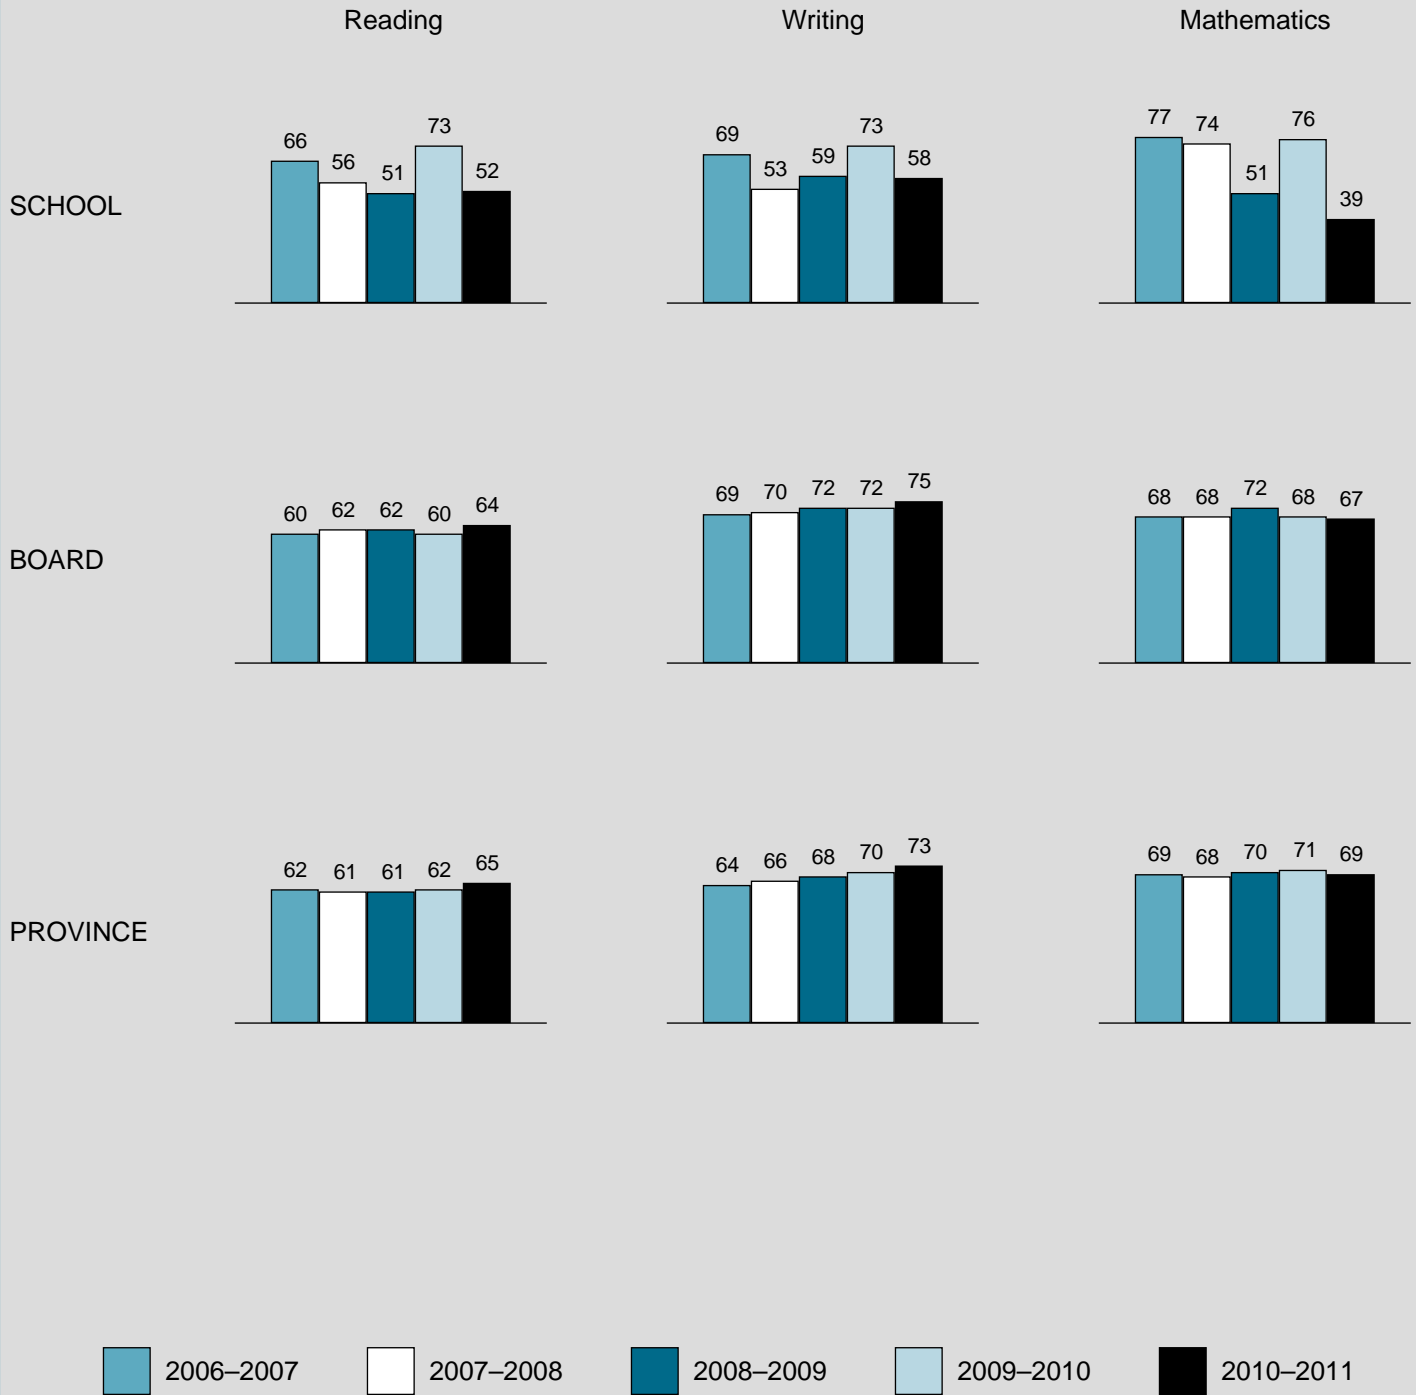 Reading Writing Mathematics
SCHOOL
66 56 51 73 52
69 53 59 73 58
77 74 51 76 39
BOARD
60 62 62 60 64
69 70 72 72 75
68 68 72 68 67
PROVINCE
62 61 61 62 65
64 66 68 70 73
69 68 70 71 69
2006–2007 2007–2008 2008–2009 2009–2010 2010–2011